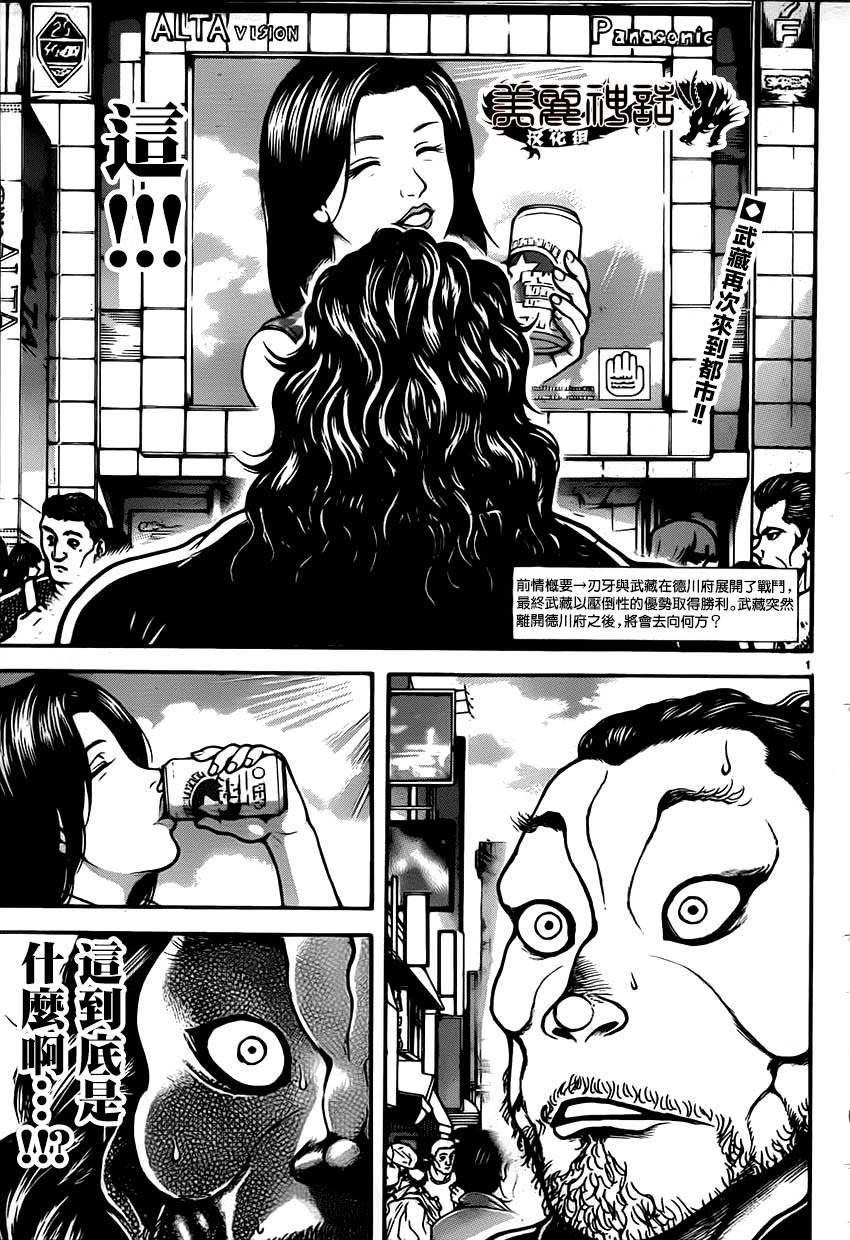 ALTA VISION
Panasonic
美麗神話
汉化组
這!!!
◆武藏再次來到都市!!
ALTA
前情概要→刃牙與武藏在德川府展開了戰鬥，
最終武藏以壓倒性的優勢取得勝利。武藏突然
離開德川府之後，將會去向何方？
1
這到底是
什麼啊…!!?